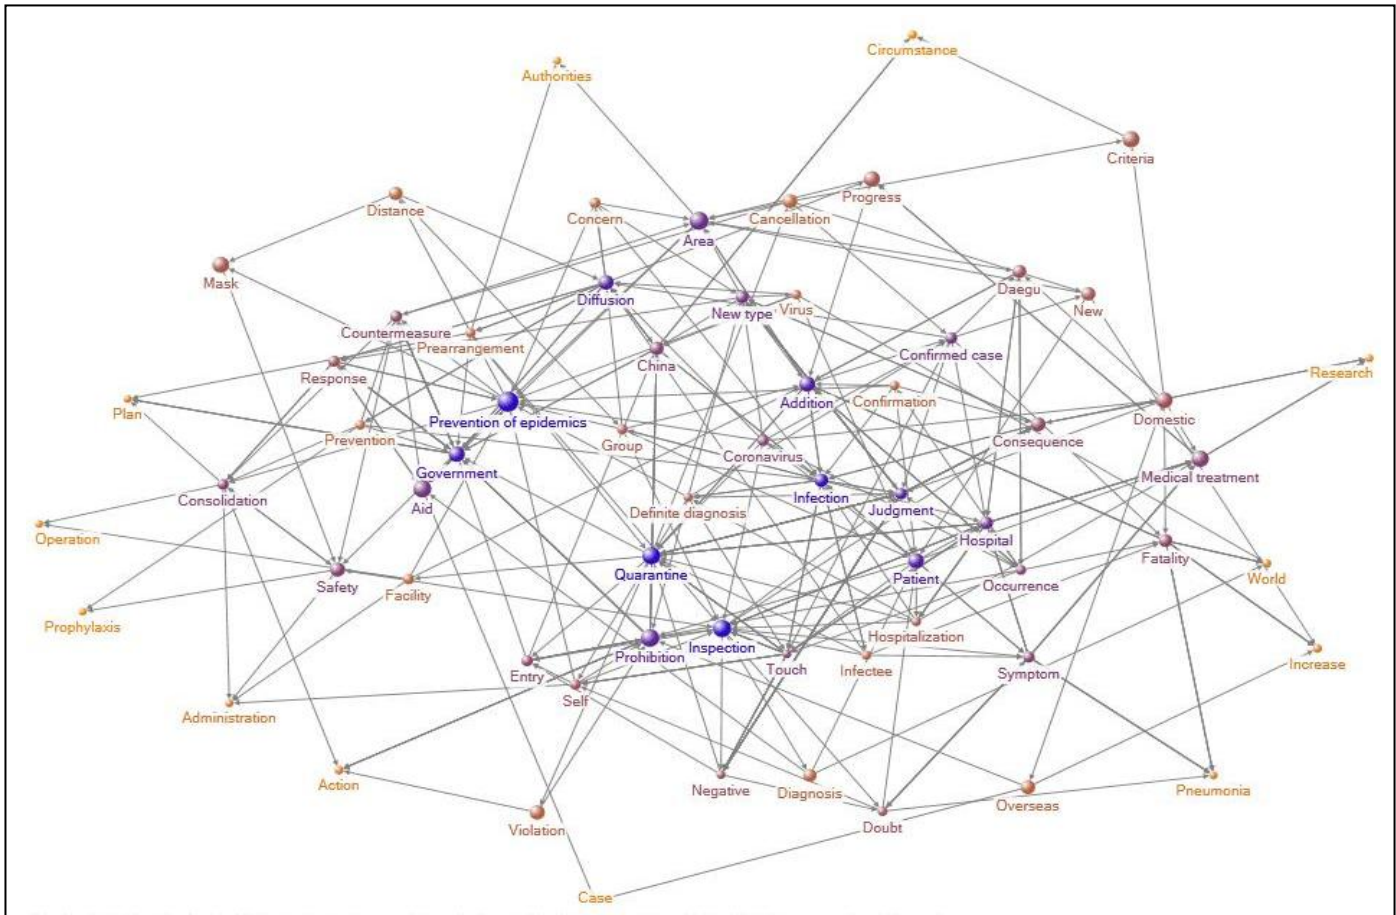 Circumstance
Authorities
Criteria
Progress
Distance
Concern
Cancellation
Area
Mask
Daegu
Diffusion
New type
Virus
New
Countermeasure
Prearrangement
Confirmed case
China
Response
Research
Addition
Confirmation
Plan
Prevention of epidemics
Domestic
Prevention
Group
Consequence
Coronavirus
Government
Medical treatment
Consolidation
Aid
Infection
Definite diagnosis
Judgment
Operation
Hospital
Fatality
Quarantine
Patient
World
Safety
Facility
Occurrence
Prophylaxis
Hospitalization
Prohibition
Inspection
Increase
Entry
Touch
Infectee
Symptom
Self
Administration
Action
Negative
Diagnosis
Pneumonia
Overseas
Violation
Doubt
Case